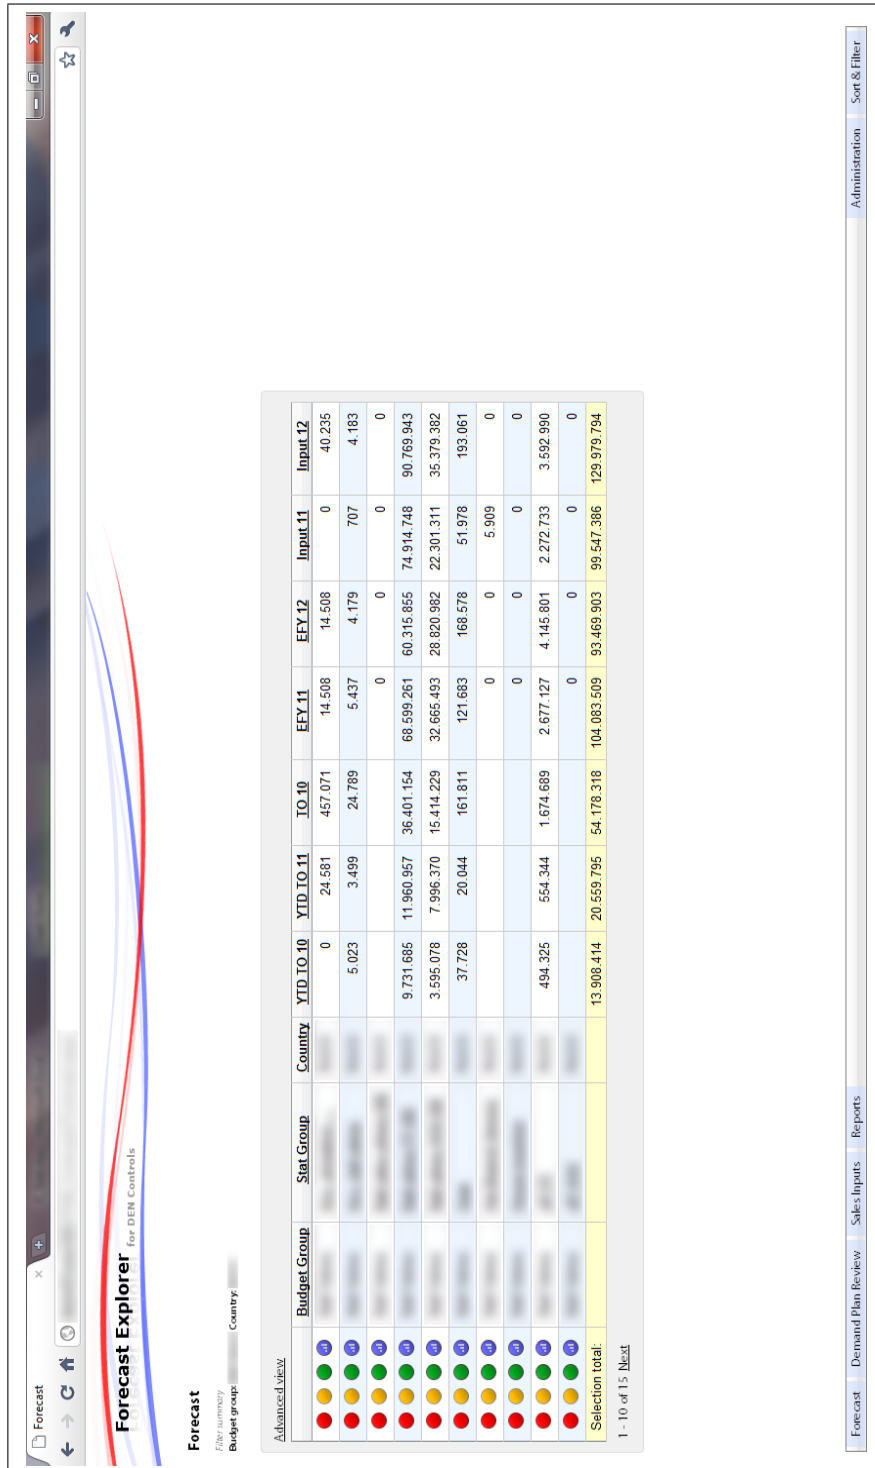 Forecast
Forecast Explorer
for DEN Controls
Forecast
Filter summary
Budget group: Country:
Advanced view
Budget Group Stat Group Country YTD TO 10 YTD TO 11 TO 10 EFY 11 EFY 12 Input 11 Input 12
0 24.581 457.071 14.508 14.508 0 40.235
5.023 3.499 24.789 5.437 4.179 707 4.183
0 0 0 0
9.731.685 11.960.957 36.401.154 68.599.261 60.315.855 74.914.748 90.769.943
3.595.078 7.996.370 15.414.229 32.665.493 28.820.982 22.301.311 35.379.382
37.728 20.044 161.811 121.683 168.578 51.978 193.061
0 0 5.909 0
0 0 0 0
494.325 554.344 1.674.689 2.677.127 4.145.801 2.272.733 3.592.990
0 0 0 0
Selection total: 13.908.414 20.559.795 54.178.318 104.083.509 93.469.903 99.547.386 129.979.794
1 - 10 of 15 Next
Forecast Demand Plan Review Sales Inputs Reports Administration Sort & Filter